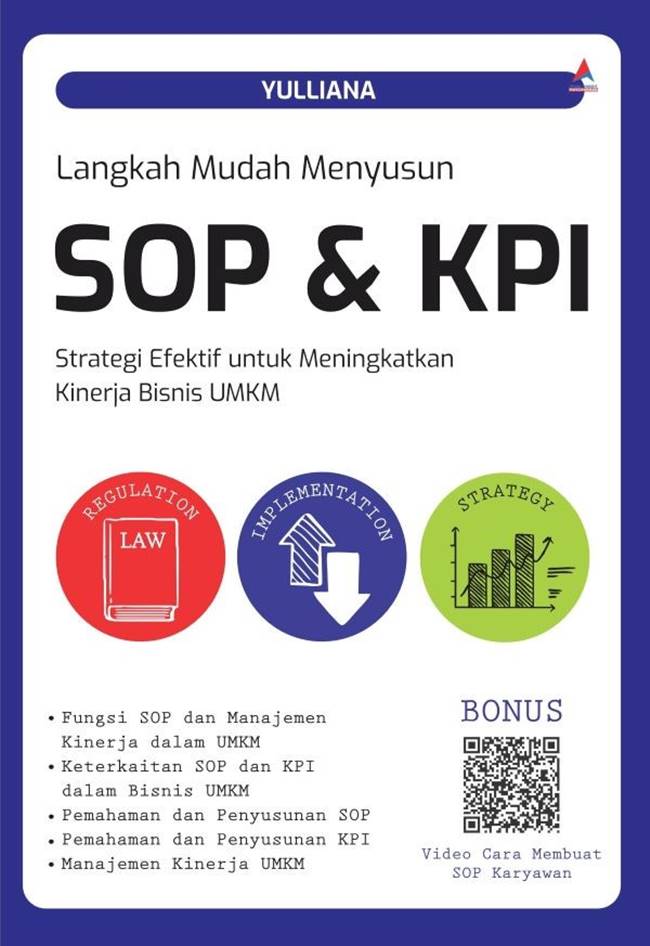 YULLIANA
Langkah Mudah Menyusun
SOP & KPI
Strategi Efektif untuk Meningkatkan
Kinerja Bisnis UMKM
REGULATION
LAW
IMPLEMENTATION
STRATEGY
• Fungsi SOP dan Manajemen
Kinerja dalam UMKM
• Keterkaitan SOP dan KPI
dalam Bisnis UMKM
• Pemahaman dan Penyusunan SOP
• Pemahaman dan Penyusunan KPI
• Manajemen Kinerja UMKM
BONUS
Video Cara Membuat
SOP Karyawan